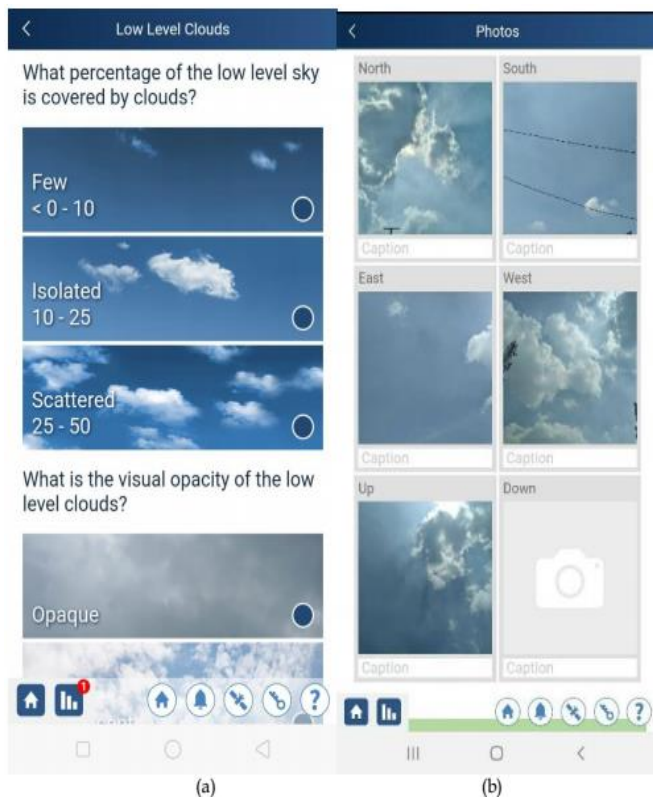 Low Level Clouds
What percentage of the low level sky
is covered by clouds?
Few
< 0 - 10
Isolated
10 - 25
Scattered
25 - 50
What is the visual opacity of the low
level clouds?
Opaque
1
?
(a)
Photos
North
South
Caption
Caption
East
West
Caption
Caption
Up
Down
Caption
Caption
?
(b)